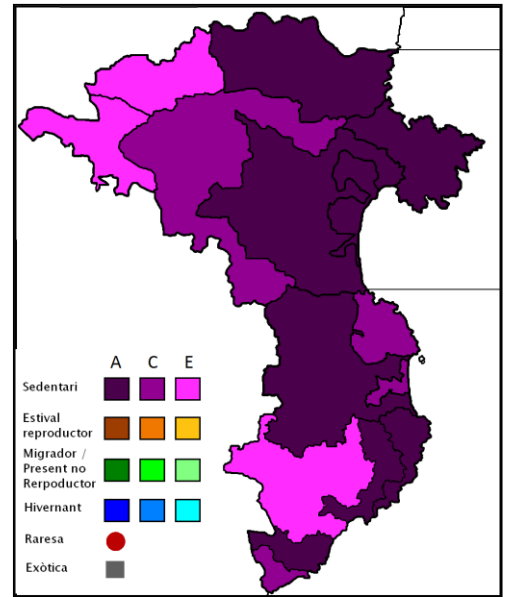 A C E
Sedentari
Estival
reproductor
Migrador /
Present no
Rerpoductor
Hivernant
Raresa
Exòtica